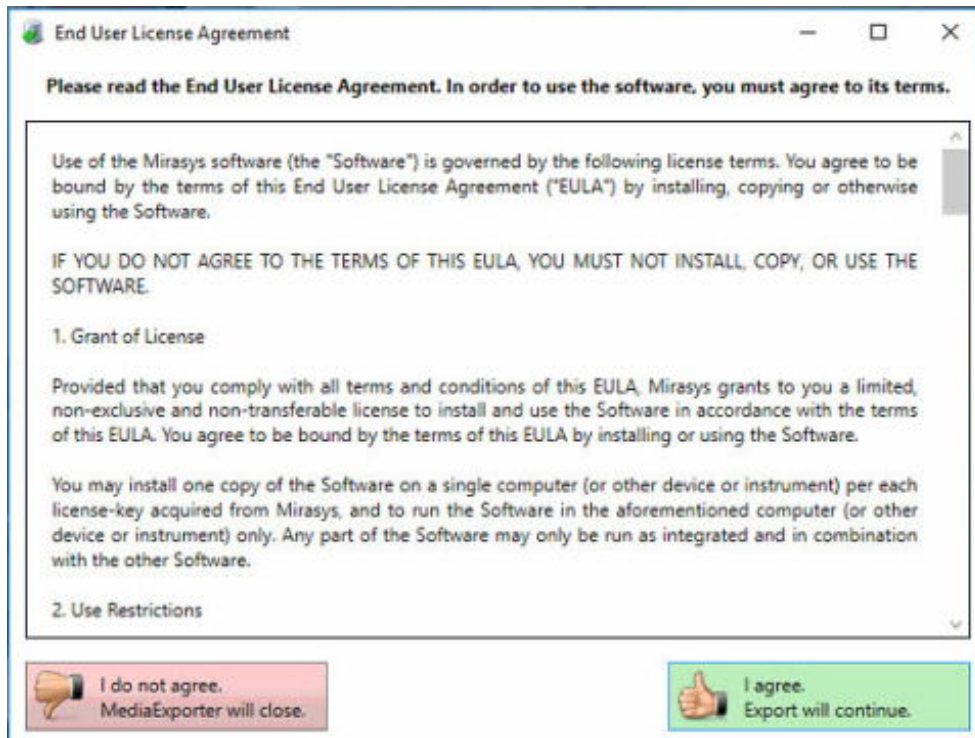 End User License Agreement
Please read the End User License Agreement. In order to use the software, you must agree to its terms.
Use of the Mirasys software (the "Software") is governed by the following license terms. You agree to be
bound by the terms of this End User License Agreement ("EULA") by installing, copying or otherwise
using the Software.
IF YOU DO NOT AGREE TO THE TERMS OF THIS EULA, YOU MUST NOT INSTALL, COPY, OR USE THE
SOFTWARE.
1. Grant of License
Provided that you comply with all terms and conditions of this EULA, Mirasys grants to you a limited,
non-exclusive and non-transferable license to install and use the Software in accordance with the terms
of this EULA. You agree to be bound by the terms of this EULA by installing or using the Software.
You may install one copy of the Software on a single computer (or other device or instrument) per each
license-key acquired from Mirasys, and to run the Software in the aforementioned computer (or other
device or instrument) only. Any part of the Software may only be run as integrated and in combination
with the other Software.
2. Use Restrictions
I do not agree.
MediaExporter will close.
I agree.
Export will continue.